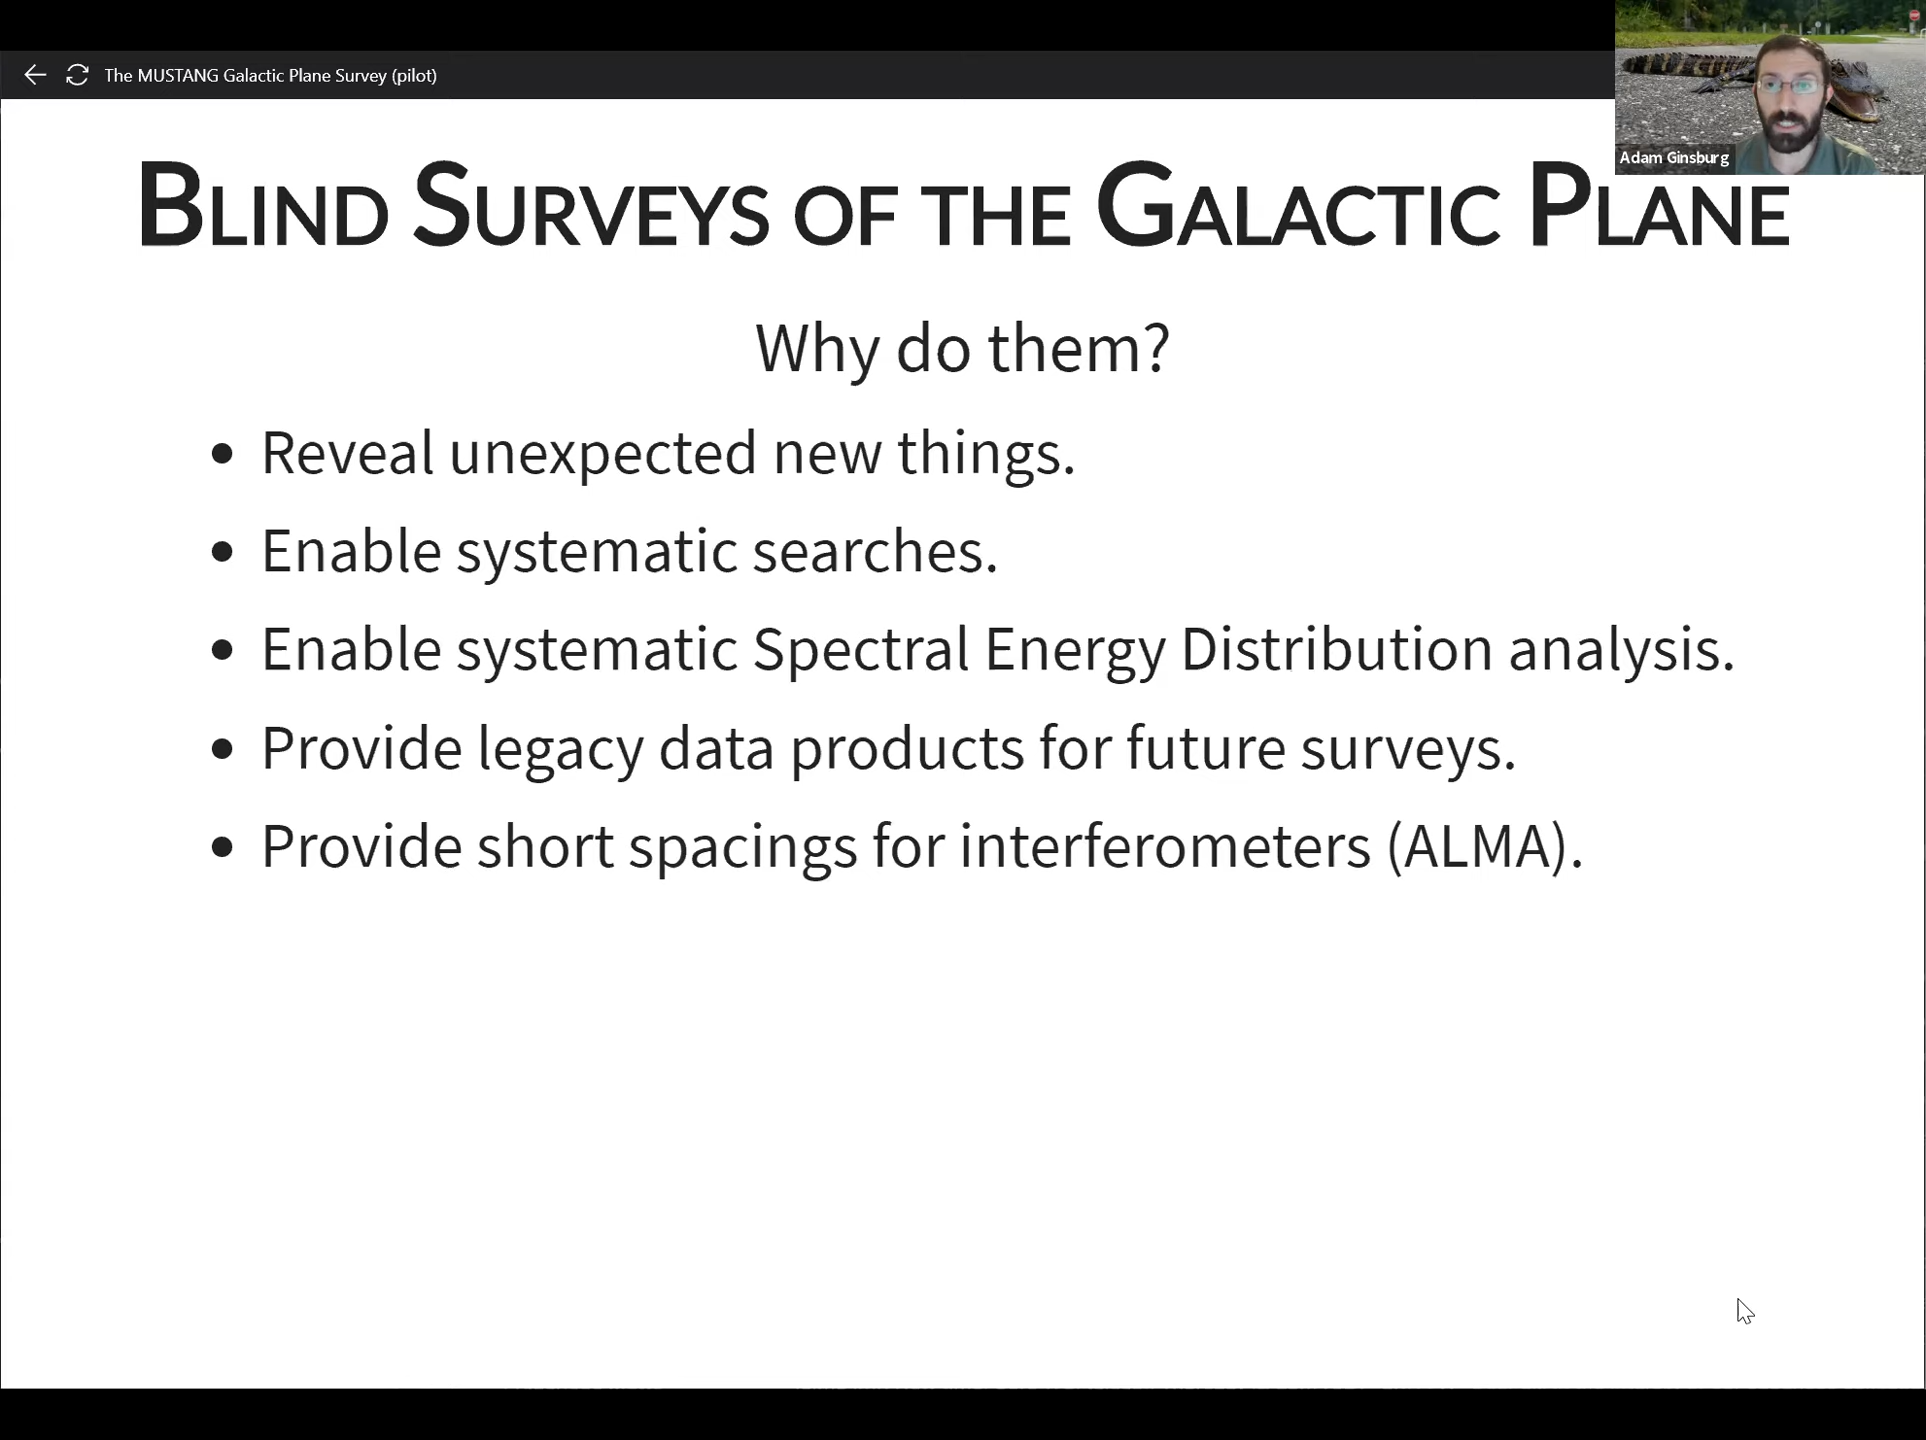 The MUSTANG Galactic Plane Survey (pilot)
Adam Ginsburg
BLIND SURVEYS OF THE GALACTIC PLANE
Why do them?
• Reveal unexpected new things.
• Enable systematic searches.
• Enable systematic Spectral Energy Distribution analysis.
• Provide legacy data products for future surveys.
• Provide short spacings for interferometers (ALMA).